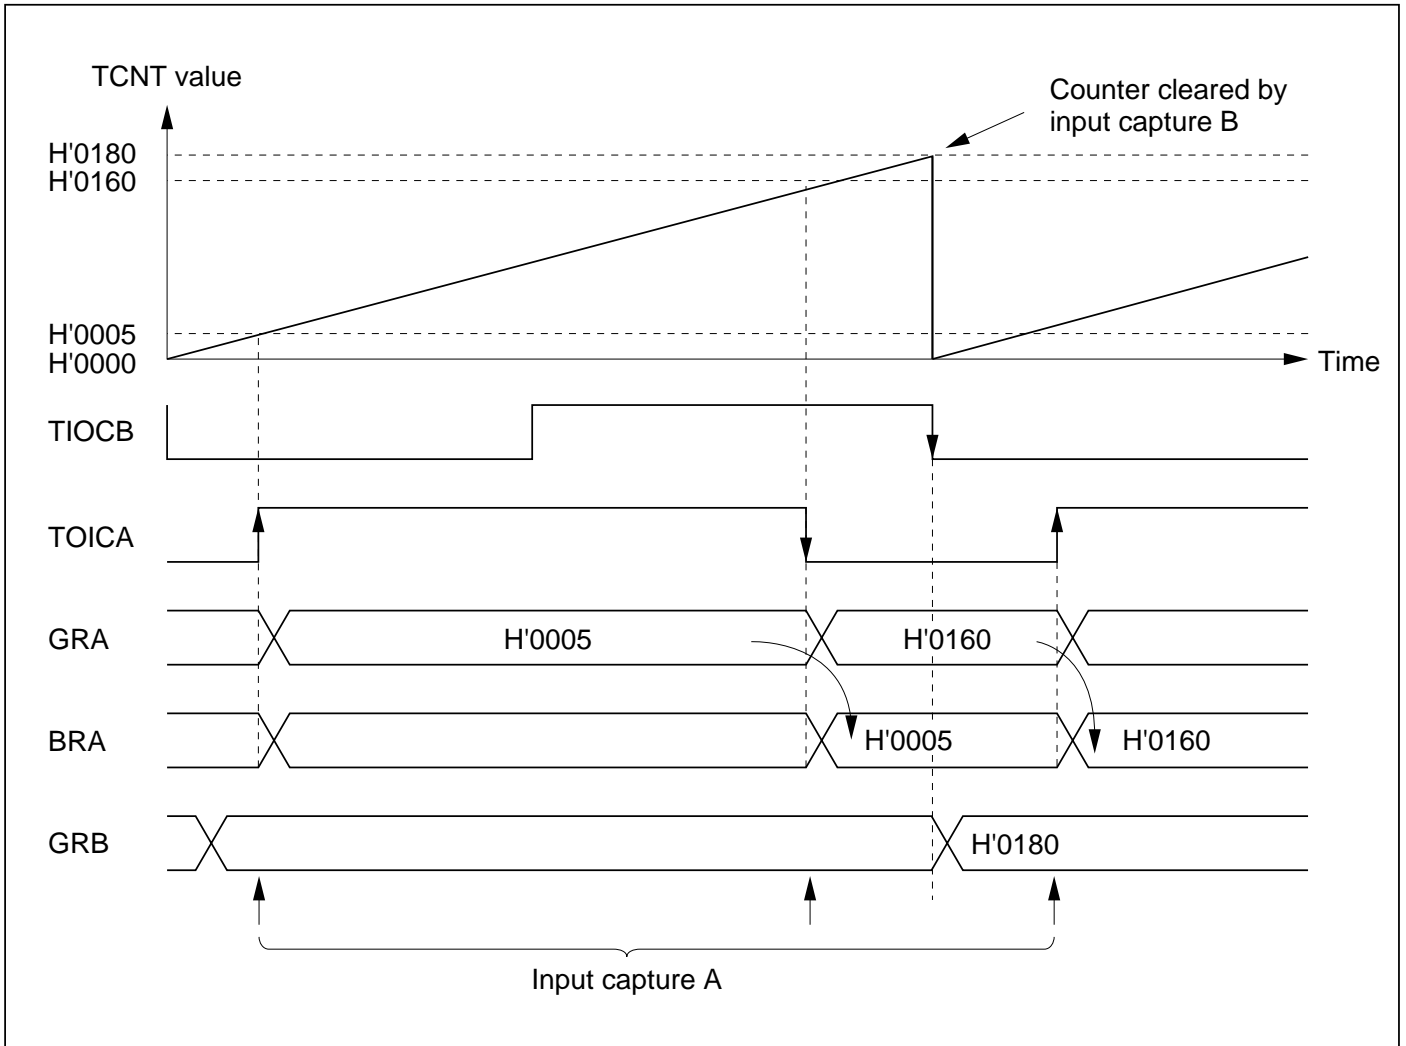 TCNT value
Counter cleared by
input capture B
H'0180
H'0160
H'0005
H'0000
Time
TIOCB
TOICA
GRA
H'0005
H'0160
BRA
H'0005
H'0160
GRB
H'0180
Input capture A